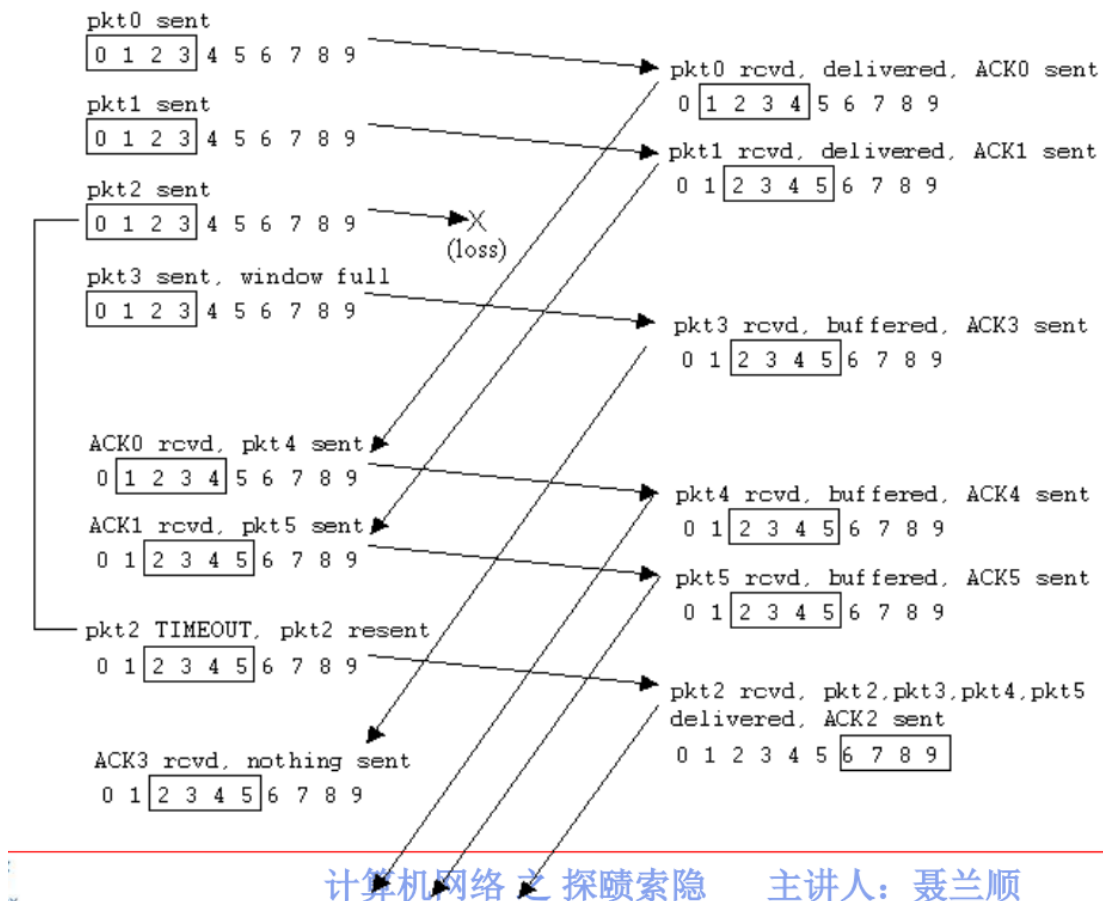 pkt0 sent
0 1 2 3 4 5 6 7 8 9
pkt1 sent
0 1 2 3 4 5 6 7 8 9
pkt2 sent
0 1 2 3 4 5 6 7 8 9
pkt3 sent, window full
0 1 2 3 4 5 6 7 8 9
ACK0 rcvd, pkt4 sent
0 1 2 3 4 5 6 7 8 9
ACK1 rcvd, pkt5 sent
0 1 2 3 4 5 6 7 8 9
pkt2 TIMEOUT, pkt2 resent
0 1 2 3 4 5 6 7 8 9
ACK3 rcvd, nothing sent
0 1 2 3 4 5 6 7 8 9
X
(loss)
pkt0 rcvd, delivered, ACK0 sent
0 1 2 3 4 5 6 7 8 9
pkt1 rcvd, delivered, ACK1 sent
0 1 2 3 4 5 6 7 8 9
pkt3 rcvd, buffered, ACK3 sent
0 1 2 3 4 5 6 7 8 9
pkt4 rcvd, buffered, ACK4 sent
0 1 2 3 4 5 6 7 8 9
pkt5 rcvd, buffered, ACK5 sent
0 1 2 3 4 5 6 7 8 9
pkt2 rcvd, pkt2,pkt3,pkt4,pkt5
delivered, ACK2 sent
0 1 2 3 4 5 6 7 8 9
计算机网络 之 探赜索隐 主讲人：聂兰顺